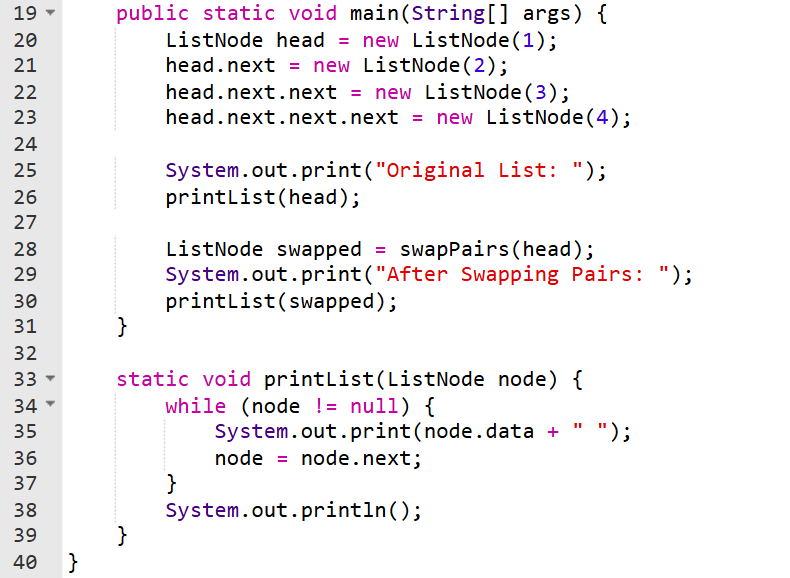 19 public static void main(String[] args) {
20 ListNode head = new ListNode(1);
21 head.next = new ListNode(2);
22 head.next.next = new ListNode(3);
23 head.next.next.next = new ListNode(4);
24
25 System.out.print("Original List: ");
26 printList(head);
27
28 ListNode swapped = swapPairs(head);
29 System.out.print("After Swapping Pairs: ");
30 printList(swapped);
31 }
32
33 static void printList(ListNode node) {
34 while (node != null) {
35 System.out.print(node.data + " ");
36 node = node.next;
37 }
38 System.out.println();
39 }
40 }